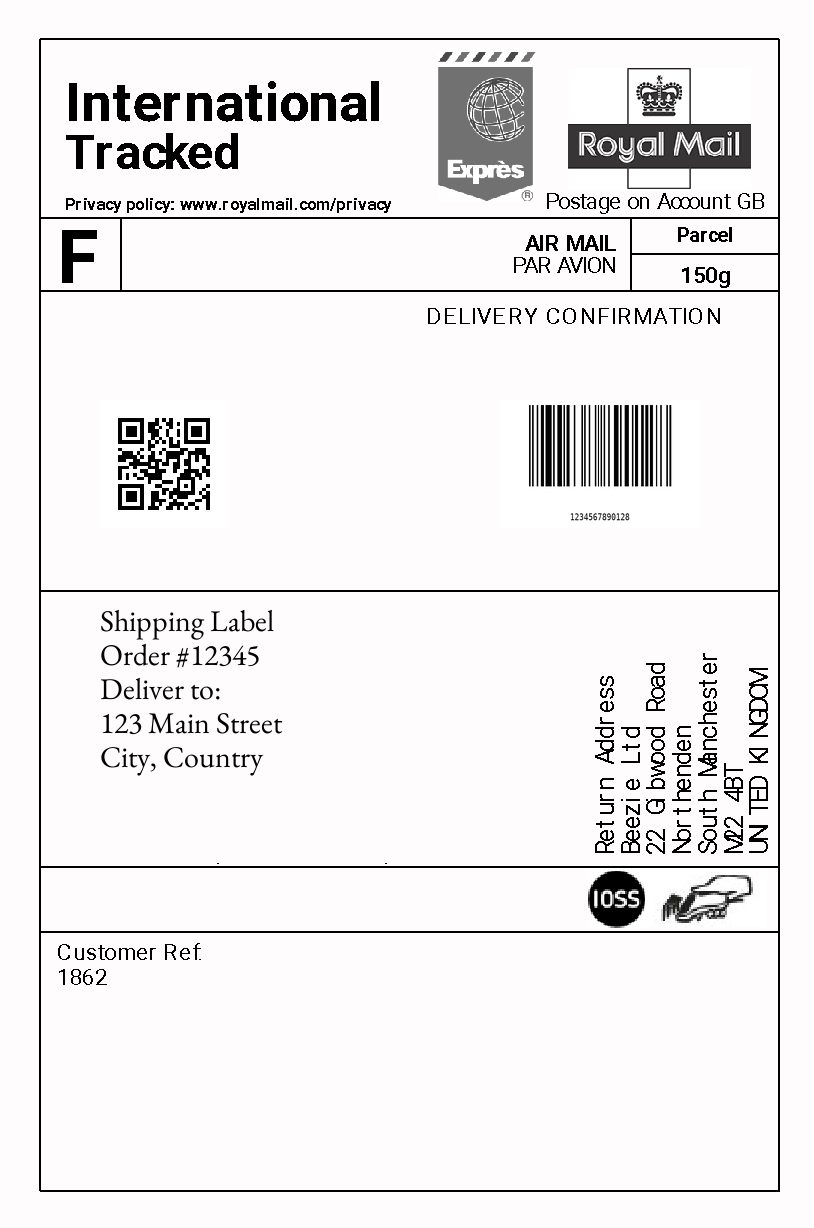 International
Tracked
Privacy policy: www.royalmail.com/privacy
Exprès
®
Royal Mail
Postage on Account GB
F
AIR MAIL
PAR AVION
Parcel
150g
DELIVERY CONFIRMATION
1234567890128
Shipping Label
Order #12345
Deliver to:
123 Main Street
City, Country
Return Address
Beezie Ltd
22 Gibwood Road
Northenden
South Manchester
M22 4BT
UNITED KINGDOM
IOSS
Customer Ref:
1862